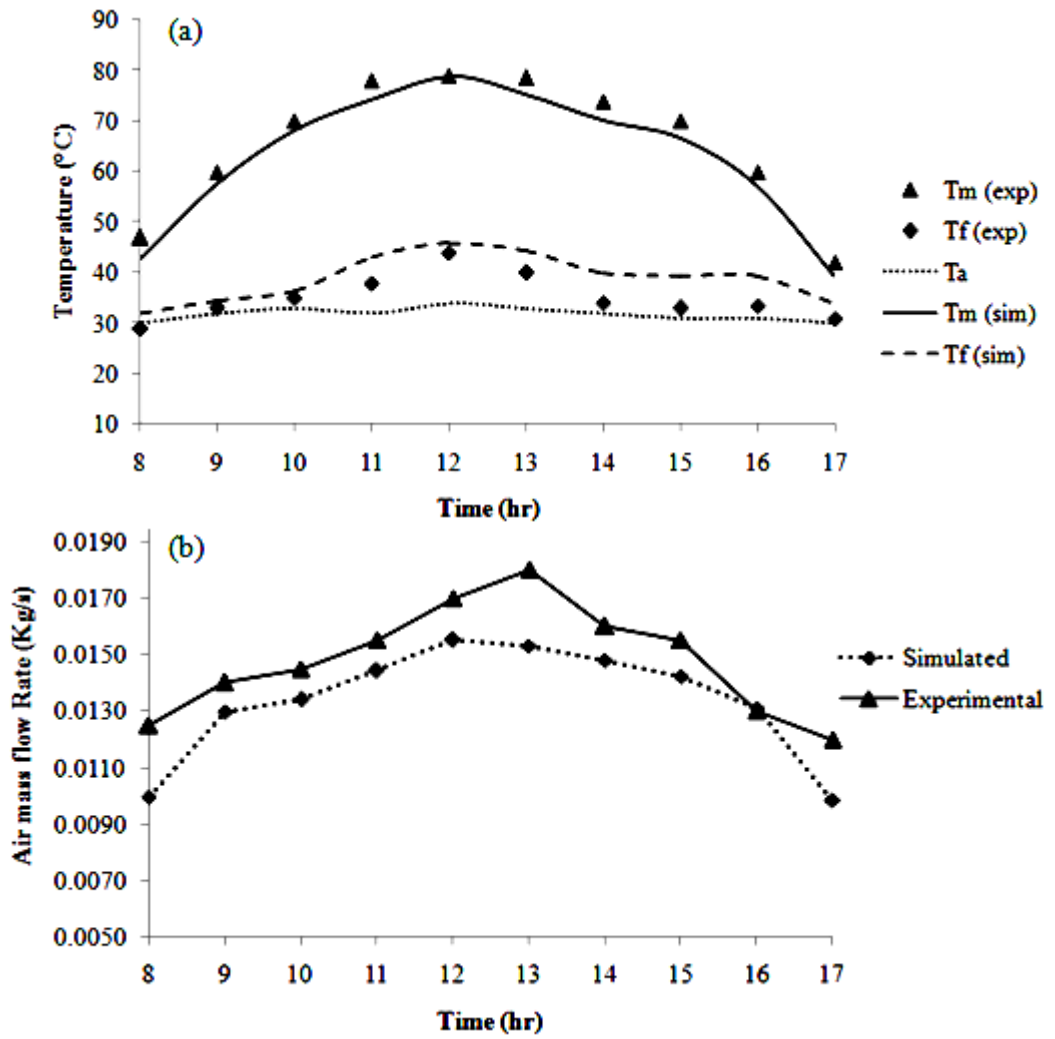 (a)
Temperature (°C)
90
80
70
60
50
40
30
20
10
8 9 10 11 12 13 14 15 16 17
Time (hr)
Tm (exp)
Tf (exp)
Ta
Tm (sim)
Tf (sim)
(b)
Air mass flow Rate (Kg/s)
0.0190
0.0170
0.0150
0.0130
0.0110
0.0090
0.0070
0.0050
8 9 10 11 12 13 14 15 16 17
Time (hr)
Simulated
Experimental